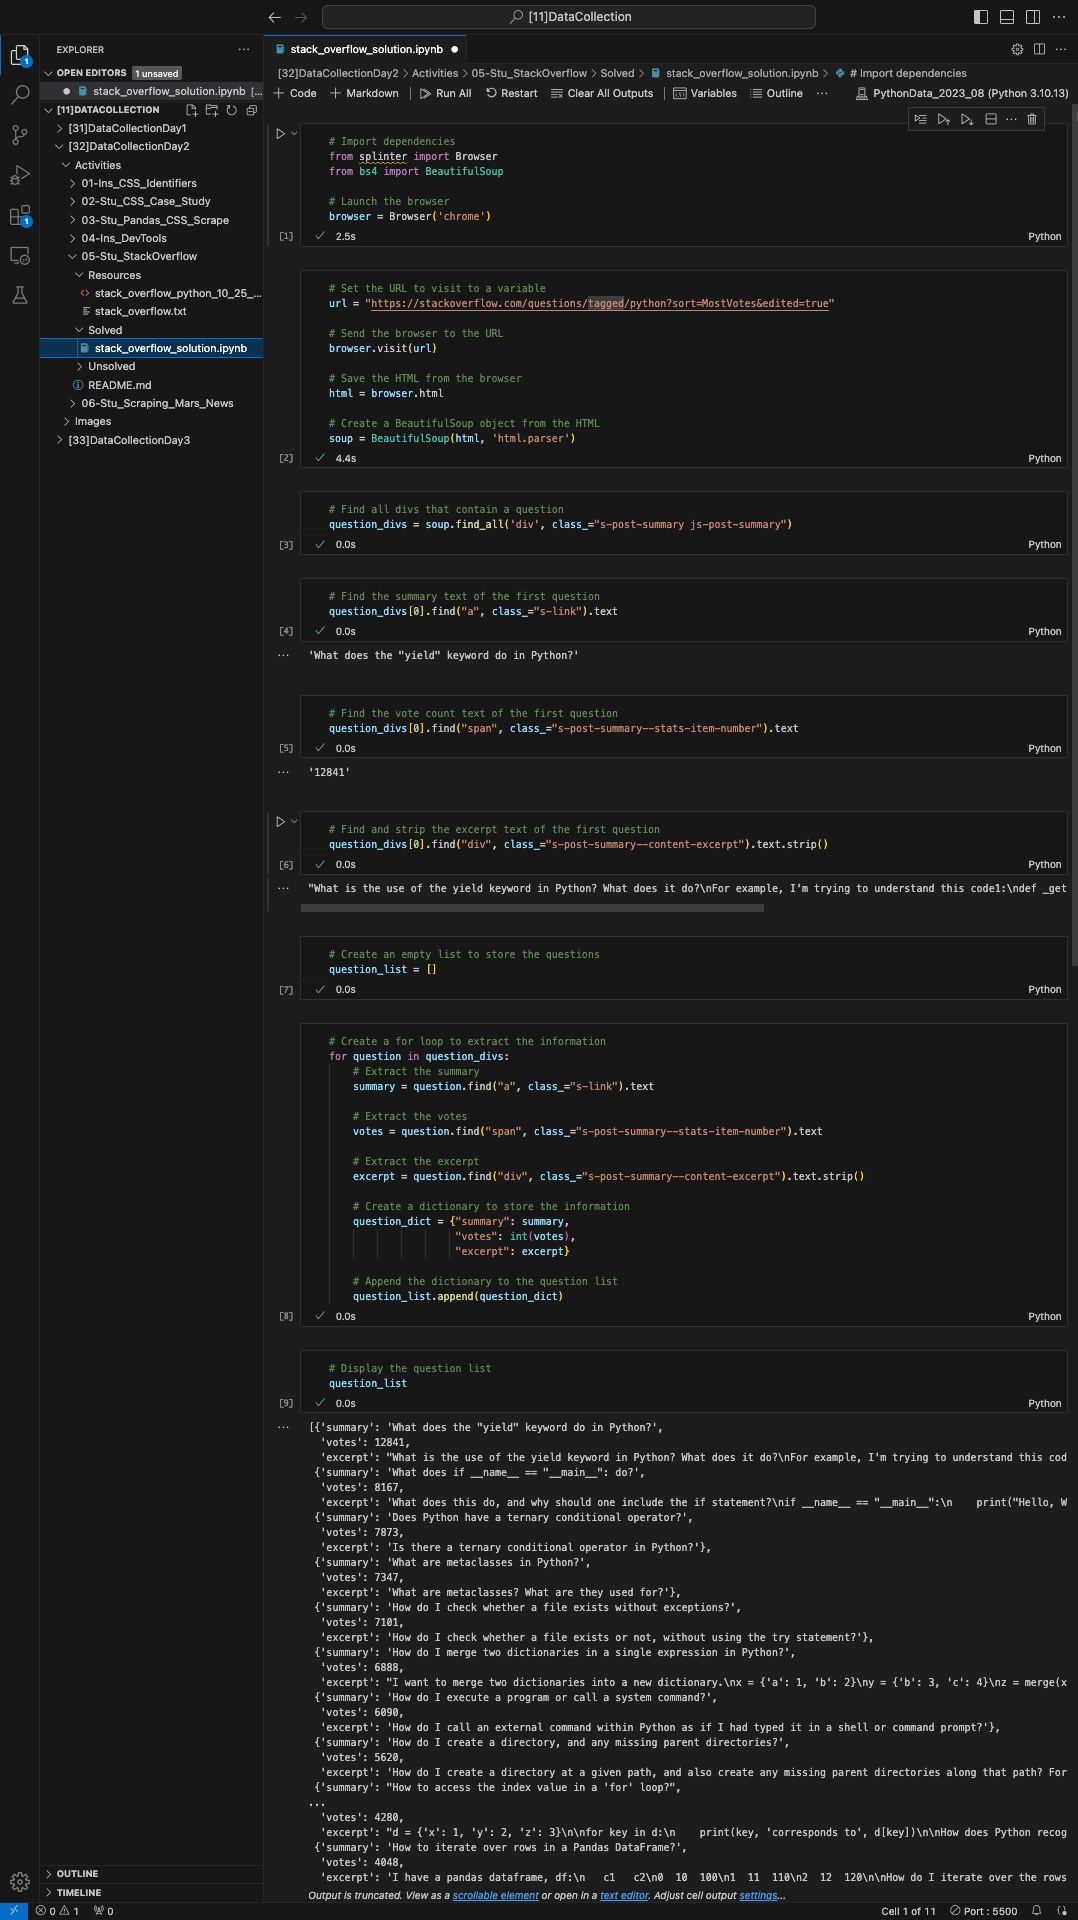 [11]DataCollection
EXPLORER
OPEN EDITORS 1 unsaved
stack_overflow_solution.ipynb [...
[11]DATACOLLECTION
[31]DataCollectionDay1
[32]DataCollectionDay2
Activities
01-Ins_CSS_Identifiers
02-Stu_CSS_Case_Study
03-Stu_Pandas_CSS_Scrape
04-Ins_DevTools
05-Stu_StackOverflow
Resources
stack_overflow_python_10_25_...
stack_overflow.txt
Solved
stack_overflow_solution.ipynb
Unsolved
README.md
06-Stu_Scraping_Mars_News
Images
[33]DataCollectionDay3
OUTLINE
TIMELINE
stack_overflow_solution.ipynb
[32]DataCollectionDay2 > Activities > 05-Stu_StackOverflow > Solved > stack_overflow_solution.ipynb > # Import dependencies
+ Code + Markdown Run All Restart Clear All Outputs Variables Outline ... PythonData_2023_08 (Python 3.10.13)
# Import dependencies
from splinter import Browser
from bs4 import BeautifulSoup
# Launch the browser
browser = Browser('chrome')
[1] 2.5s Python
# Set the URL to visit to a variable
url = "https://stackoverflow.com/questions/tagged/python?sort=MostVotes&edited=true"
# Send the browser to the URL
browser.visit(url)
# Save the HTML from the browser
html = browser.html
# Create a BeautifulSoup object from the HTML
soup = BeautifulSoup(html, 'html.parser')
[2] 4.4s Python
# Find all divs that contain a question
question_divs = soup.find_all('div', class_="s-post-summary js-post-summary")
[3] 0.0s Python
# Find the summary text of the first question
question_divs[0].find("a", class_="s-link").text
[4] 0.0s Python
'What does the "yield" keyword do in Python?'
# Find the vote count text of the first question
question_divs[0].find("span", class_="s-post-summary--stats-item-number").text
[5] 0.0s Python
'12841'
# Find and strip the excerpt text of the first question
question_divs[0].find("div", class_="s-post-summary--content-excerpt").text.strip()
[6] 0.0s Python
"What is the use of the yield keyword in Python? What does it do?\nFor example, I'm trying to understand this code1:\ndef _get
# Create an empty list to store the questions
question_list = []
[7] 0.0s Python
# Create a for loop to extract the information
for question in question_divs:
# Extract the summary
summary = question.find("a", class_="s-link").text
# Extract the votes
votes = question.find("span", class_="s-post-summary--stats-item-number").text
# Extract the excerpt
excerpt = question.find("div", class_="s-post-summary--content-excerpt").text.strip()
# Create a dictionary to store the information
question_dict = {"summary": summary,
"votes": int(votes),
"excerpt": excerpt}
# Append the dictionary to the question list
question_list.append(question_dict)
[8] 0.0s Python
# Display the question list
question_list
[9] 0.0s Python
[{'summary': 'What does the "yield" keyword do in Python?',
'votes': 12841,
'excerpt': "What is the use of the yield keyword in Python? What does it do?\nFor example, I'm trying to understand this cod
{'summary': 'What does if __name__ == "__main__": do?',
'votes': 8167,
'excerpt': 'What does this do, and why should one include the if statement?\nif __name__ == "__main__":\n    print("Hello, W
{'summary': 'Does Python have a ternary conditional operator?',
'votes': 7873,
'excerpt': 'Is there a ternary conditional operator in Python?'},
{'summary': 'What are metaclasses in Python?',
'votes': 7347,
'excerpt': 'What are metaclasses? What are they used for?'},
{'summary': 'How do I check whether a file exists without exceptions?',
'votes': 7101,
'excerpt': 'How do I check whether a file exists or not, without using the try statement?'},
{'summary': 'How do I merge two dictionaries in a single expression in Python?',
'votes': 6888,
'excerpt': "I want to merge two dictionaries into a new dictionary.\nx = {'a': 1, 'b': 2}\ny = {'b': 3, 'c': 4}\nz = merge(x
{'summary': 'How do I execute a program or call a system command?',
'votes': 6090,
'excerpt': 'How do I call an external command within Python as if I had typed it in a shell or command prompt?'},
{'summary': 'How do I create a directory, and any missing parent directories?',
'votes': 5620,
'excerpt': 'How do I create a directory at a given path, and also create any missing parent directories along that path? For
{'summary': "How to access the index value in a 'for' loop?",
...
'votes': 4280,
'excerpt': "d = {'x': 1, 'y': 2, 'z': 3}\n\nfor key in d:\n    print(key, 'corresponds to', d[key])\n\nHow does Python recog
{'summary': 'How to iterate over rows in a Pandas DataFrame?',
'votes': 4048,
'excerpt': 'I have a pandas dataframe, df:\n   c1   c2\n0  10  100\n1  11  110\n2  12  120\n\nHow do I iterate over the rows
Output is truncated. View as a scrollable element or open in a text editor. Adjust cell output settings...
0 1 0 Cell 1 of 11 Port : 5500